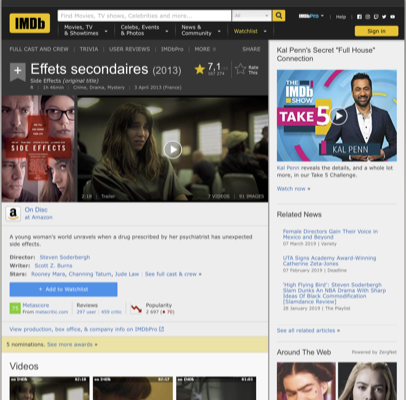 IMDb
Find Movies, TV shows, Celebrities and more...
All
IMDbPro
Help
Movies, TV
& Showtimes
Celebs, Events
& Photos
News &
Community
Watchlist
Sign in
FULL CAST AND CREW | TRIVIA | USER REVIEWS | IMDbPro | MORE
SHARE
Effets secondaires (2013)
Side Effects (original title)
R | 1h 46min | Crime, Drama, Mystery | 3 April 2013 (France)
7,1
Rate
This
SIDE EFFECTS
2:18 | Trailer
7 VIDEOS | 91 IMAGES
On Disc
at Amazon
A young woman's world unravels when a drug prescribed by her psychiatrist has unexpected
side effects.
Director: Steven Soderbergh
Writer: Scott Z. Burns
Stars: Rooney Mara, Channing Tatum, Jude Law | See full cast & crew »
+ Add to Watchlist
Metascore
From metacritic.com
Reviews
297 user | 459 critic
Popularity
2 697 (70)
View production, box office, & company info on IMDbPro
5 nominations. See more awards »
Videos
Kal Penn's Secret "Full House"
Connection
THE
IMDb
SHOW
TAKE 5
KAL PENN
Kal Penn reveals the details, and a whole lot
more, in our Take 5 Challenge.
Watch now »
Related News
Female Directors Gain Their Voice in
Mexico and Beyond
07 March 2019 | Variety
UTA Signs Academy Award-Winning
Catherine Zeta-Jones
07 February 2019 | Deadline
'High Flying Bird': Steven Soderbergh
Slam Dunks An NBA Drama With Sharp
Ideas Of Black Commodification
[Slamdance Review]
28 January 2019 | The Playlist
See all related articles »
Around The Web
Powered by ZergNet